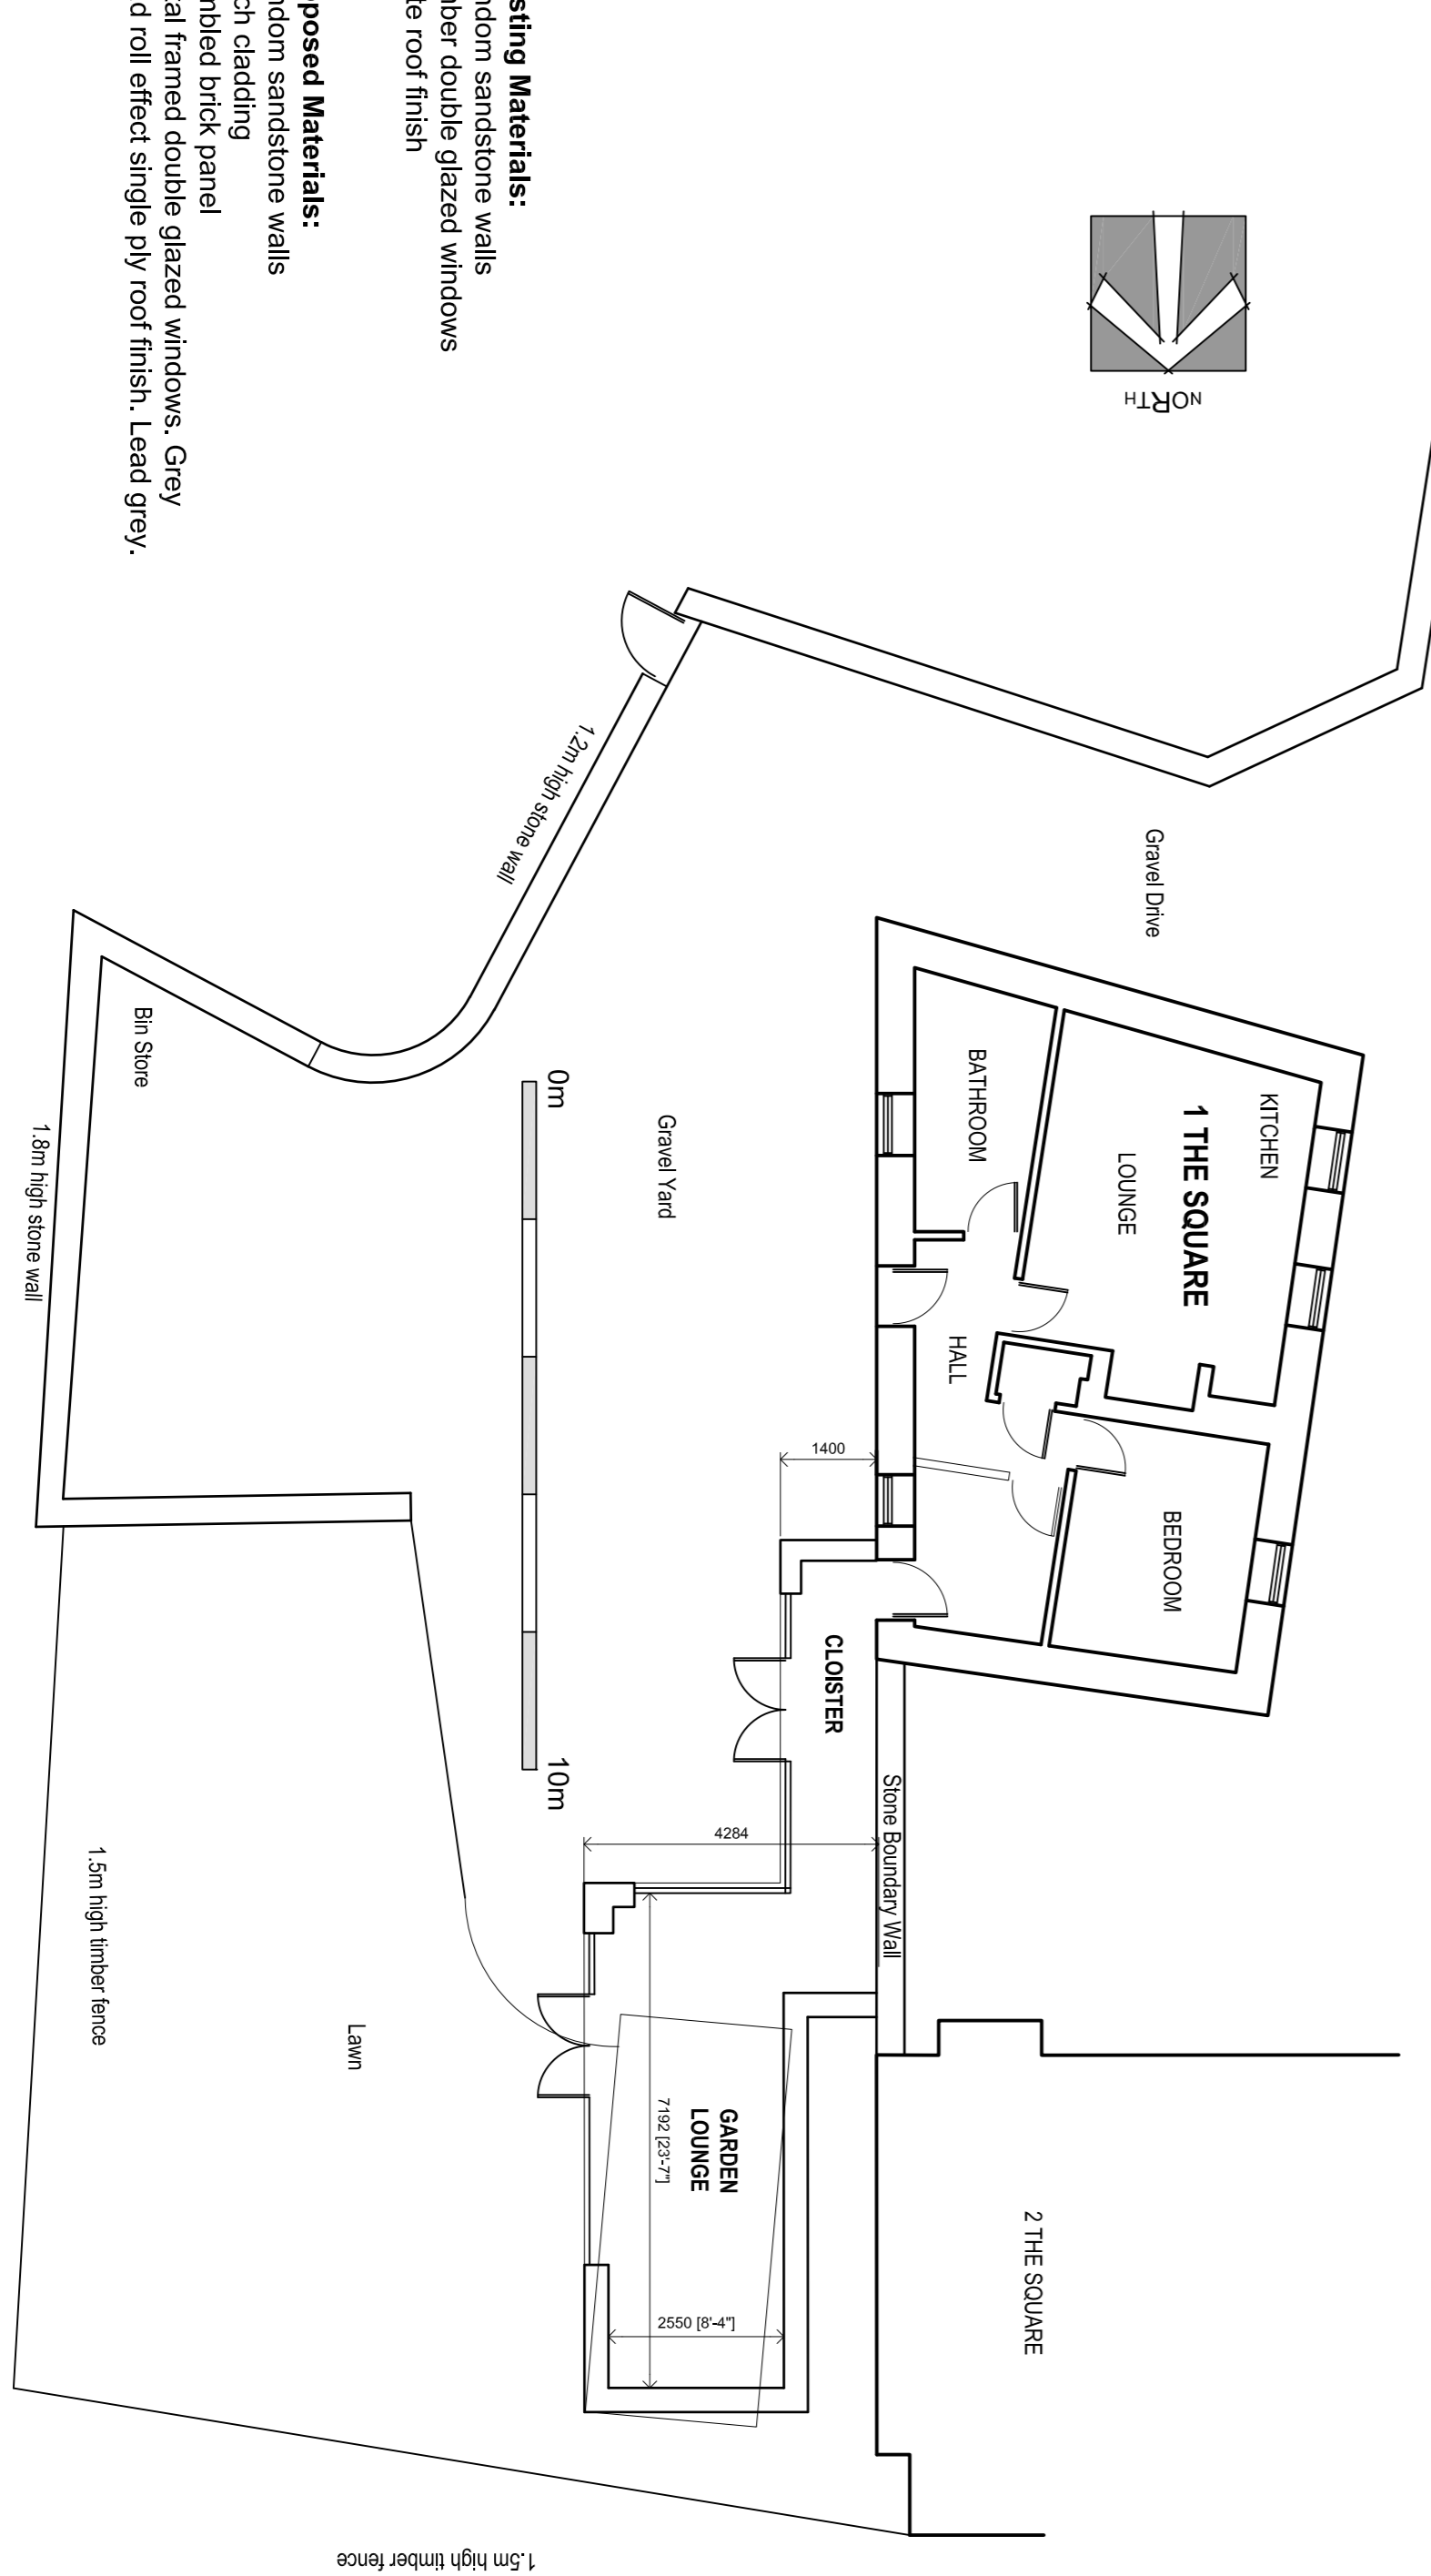 NORTH
Gravel Drive
KITCHEN
1 THE SQUARE
LOUNGE
BATHROOM
HALL
BEDROOM
2 THE SQUARE
Stone Boundary Wall
CLOISTER
1400
4284
GARDEN
LOUNGE
7192 [23'-7"]
2550 [8'-4"]
Gravel Yard
0m
10m
1.2m high stone wall
Bin Store
1.8m high stone wall
Lawn
1.5m high timber fence
1.5m high timber fence
sting Materials:
ndom sandstone walls
mber double glazed windows
te roof finish
posed Materials:
ndom sandstone walls
ch cladding
mbled brick panel
tal framed double glazed windows. Grey
d roll effect single ply roof finish. Lead grey.